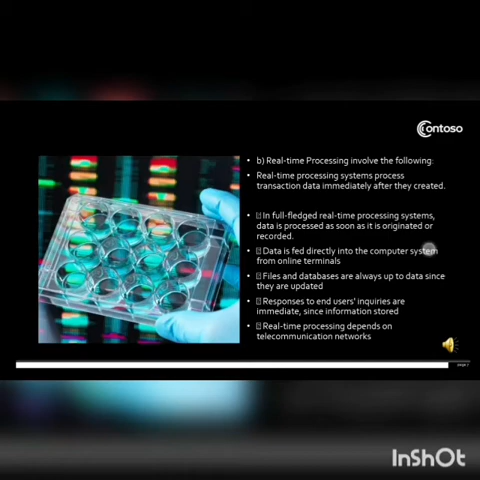 Contoso
• b) Real-time Processing involve the following:
• Real-time processing systems process
transaction data immediately after they created.
• In full-fledged real-time processing systems,
data is processed as soon as it is originated or
recorded.
• Data is fed directly into the computer system
from online terminals
• Files and databases are always up to data since
they are updated
• Responses to end users' inquiries are
immediate, since information stored
• Real-time processing depends on
telecommunication networks
InShOt